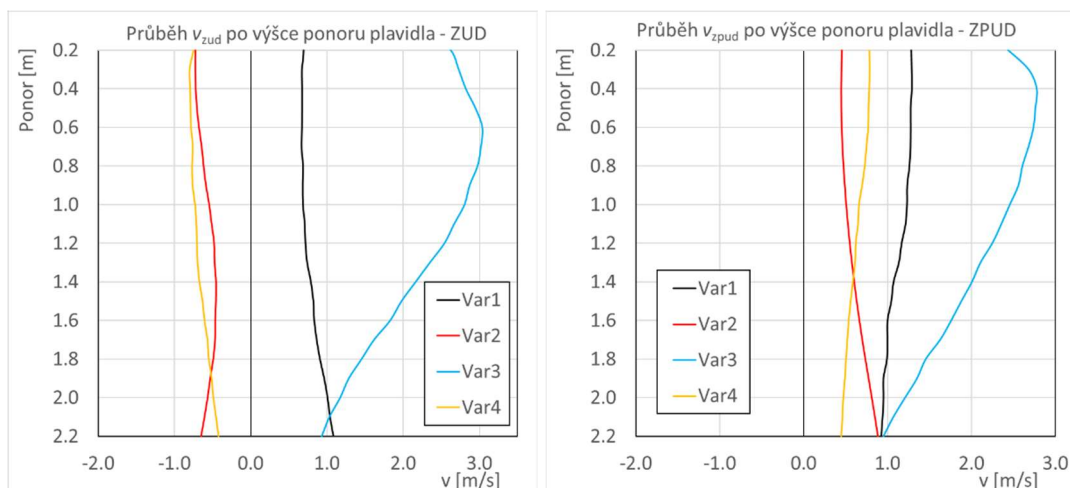 Průběh vzud po výšce ponoru plavidla - ZUD
Ponor [m]
0.2
0.4
0.6
0.8
1.0
1.2
1.4
1.6
1.8
2.0
2.2
Var1
Var2
Var3
Var4
-2.0 -1.0 0.0 1.0 2.0 3.0
v [m/s]
Průběh vzpud po výšce ponoru plavidla - ZPUD
Ponor [m]
0.2
0.4
0.6
0.8
1.0
1.2
1.4
1.6
1.8
2.0
2.2
Var1
Var2
Var3
Var4
-2.0 0.0 1.0 2.0 3.0
v [m/s]